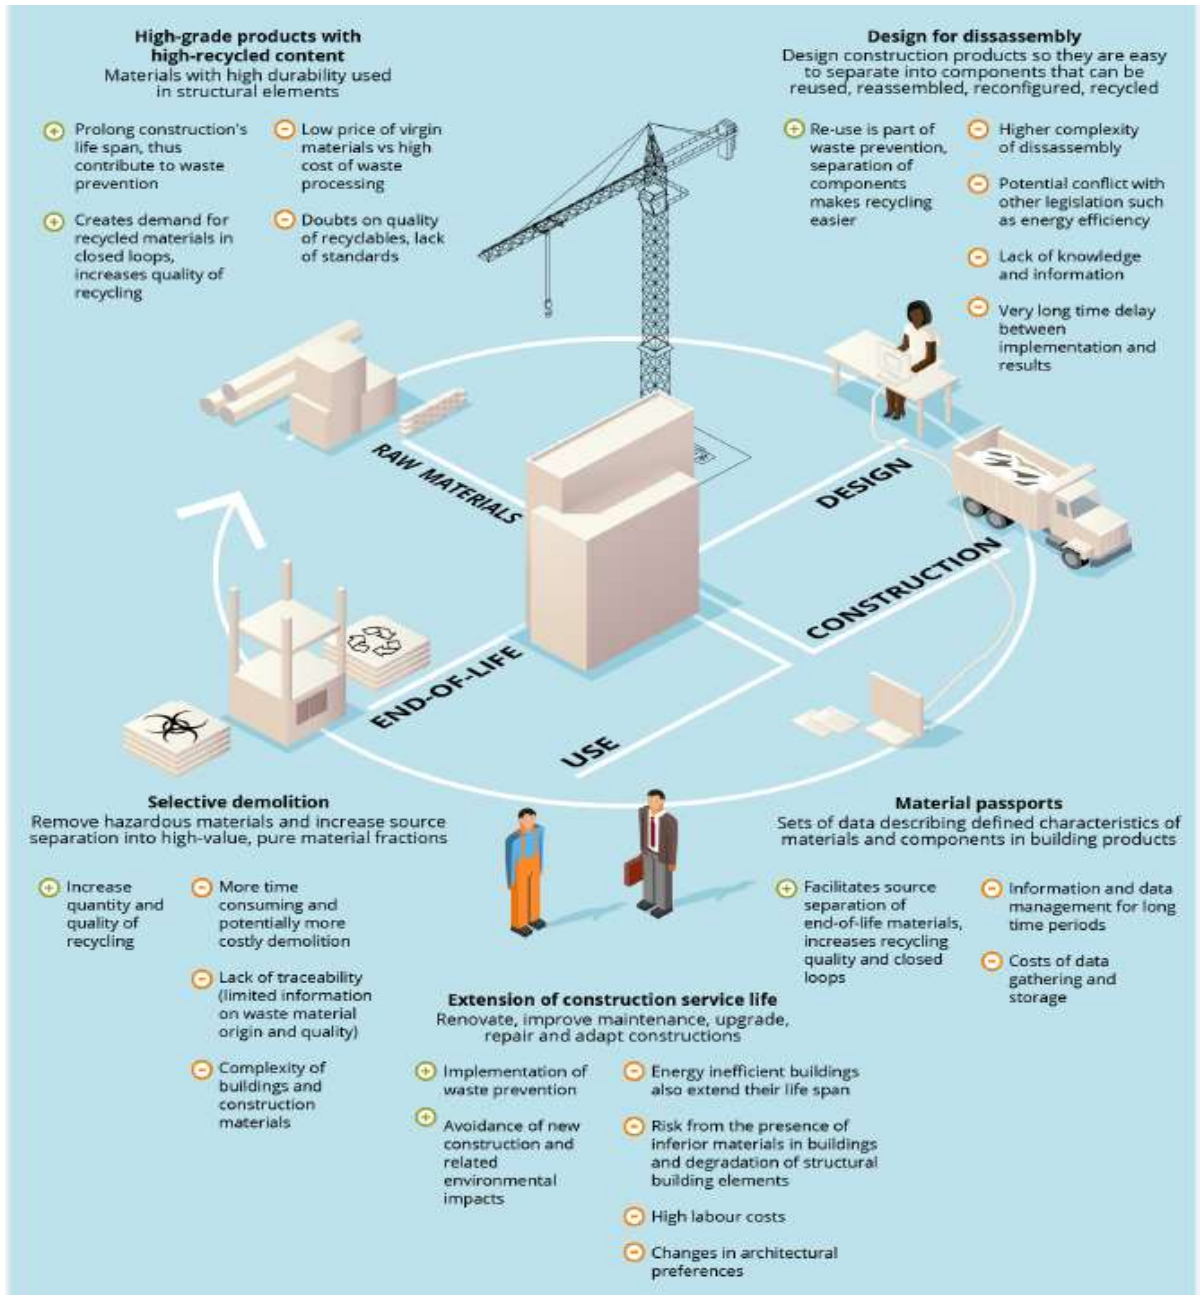 High-grade products with
high-recycled content
Materials with high durability used
in structural elements
Prolong construction's
life span, thus
contribute to waste
prevention
Creates demand for
recycled materials in
closed loops,
increases quality of
recycling
Low price of virgin
materials vs high
cost of waste
processing
Doubts on quality
of recyclables, lack
of standards
Design for dissassembly
Design construction products so they are easy
to separate into components that can be
reused, reassembled, reconfigured, recycled
Re-use is part of
waste prevention,
separation of
components
makes recycling
easier
Higher complexity
of dissassembly
Potential conflict with
other legislation such
as energy efficiency
Lack of knowledge
and information
Very long time delay
between
implementation and
results
RAW MATERIALS
DESIGN
CONSTRUCTION
END-OF-LIFE
USE
Selective demolition
Remove hazardous materials and increase source
separation into high-value, pure material fractions
Increase
quantity and
quality of
recycling
More time
consuming and
potentially more
costly demolition
Lack of traceability
(limited information
on waste material
origin and quality)
Complexity of
buildings and
construction
materials
Material passports
Sets of data describing defined characteristics of
materials and components in building products
Facilitates source
separation of
end-of-life materials,
increases recycling
quality and closed
loops
Information and data
management for long
time periods
Costs of data
gathering and
storage
Extension of construction service life
Renovate, improve maintenance, upgrade,
repair and adapt constructions
Implementation of
waste prevention
Avoidance of new
construction and
related
environmental
impacts
Energy inefficient buildings
also extend their life span
Risk from the presence of
inferior materials in buildings
and degradation of structural
building elements
High labour costs
Changes in architectural
preferences